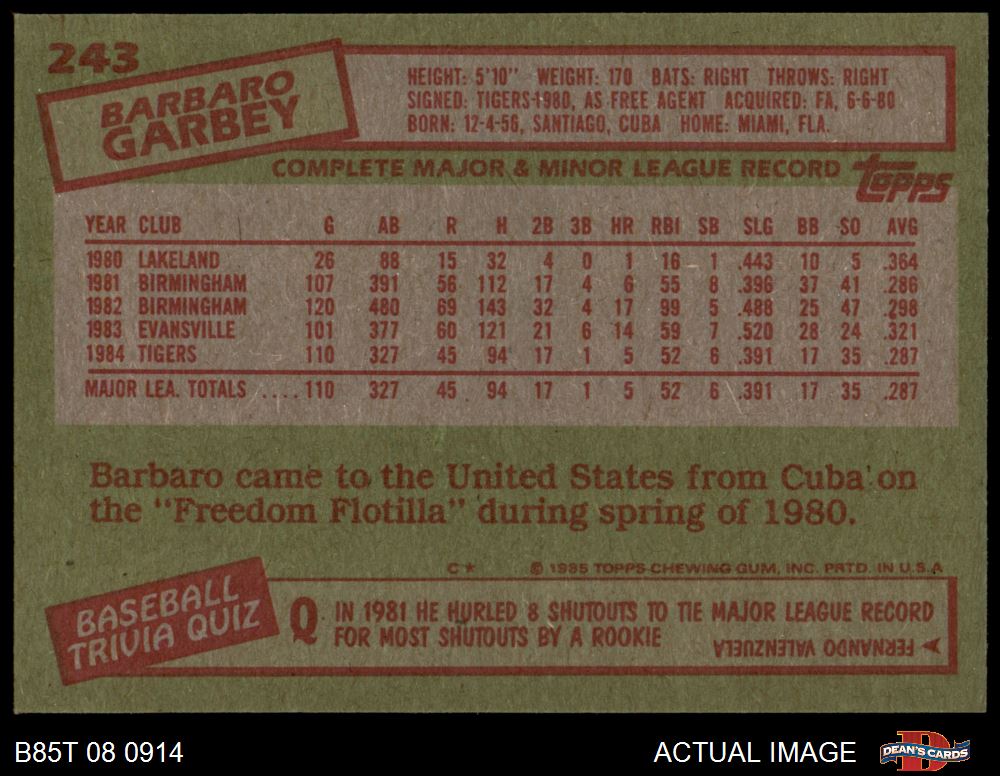 243
BARBARO
GARBEY
HEIGHT: 5'10" WEIGHT: 170 BATS: RIGHT THROWS: RIGHT
SIGNED: TIGERS-1980, AS FREE AGENT ACQUIRED: FA, 6-6-80
BORN: 12-4-56, SANTIAGO, CUBA HOME: MIAMI, FLA.
COMPLETE MAJOR & MINOR LEAGUE RECORD
topps
YEAR CLUB G AB R H 2B 3B HR RBI SB SLG BB SO AVG
1980 LAKELAND 26 88 15 32 4 0 1 16 1 .443 10 5 .364
1981 BIRMINGHAM 107 391 56 112 17 4 6 55 8 .396 37 41 .286
1982 BIRMINGHAM 120 480 69 143 32 4 17 99 5 .488 25 47 .298
1983 EVANSVILLE 101 377 60 121 21 6 14 59 7 .520 28 24 .321
1984 TIGERS 110 327 45 94 17 1 5 52 6 .391 17 35 .287
MAJOR LEA. TOTALS .... 110 327 45 94 17 1 5 52 6 .391 17 35 .287
Barbaro came to the United States from Cuba on
the "Freedom Flotilla" during spring of 1980.
C* © 1985 TOPPS CHEWING GUM, INC. PRTD. IN U.S.A
BASEBALL
TRIVIA QUIZ
Q IN 1981 HE HURLED 8 SHUTOUTS TO TIE MAJOR LEAGUE RECORD
FOR MOST SHUTOUTS BY A ROOKIE
A FERNANDO VALENZUELA
B85T 08 0914
ACTUAL IMAGE
D
DEAN'S CARDS